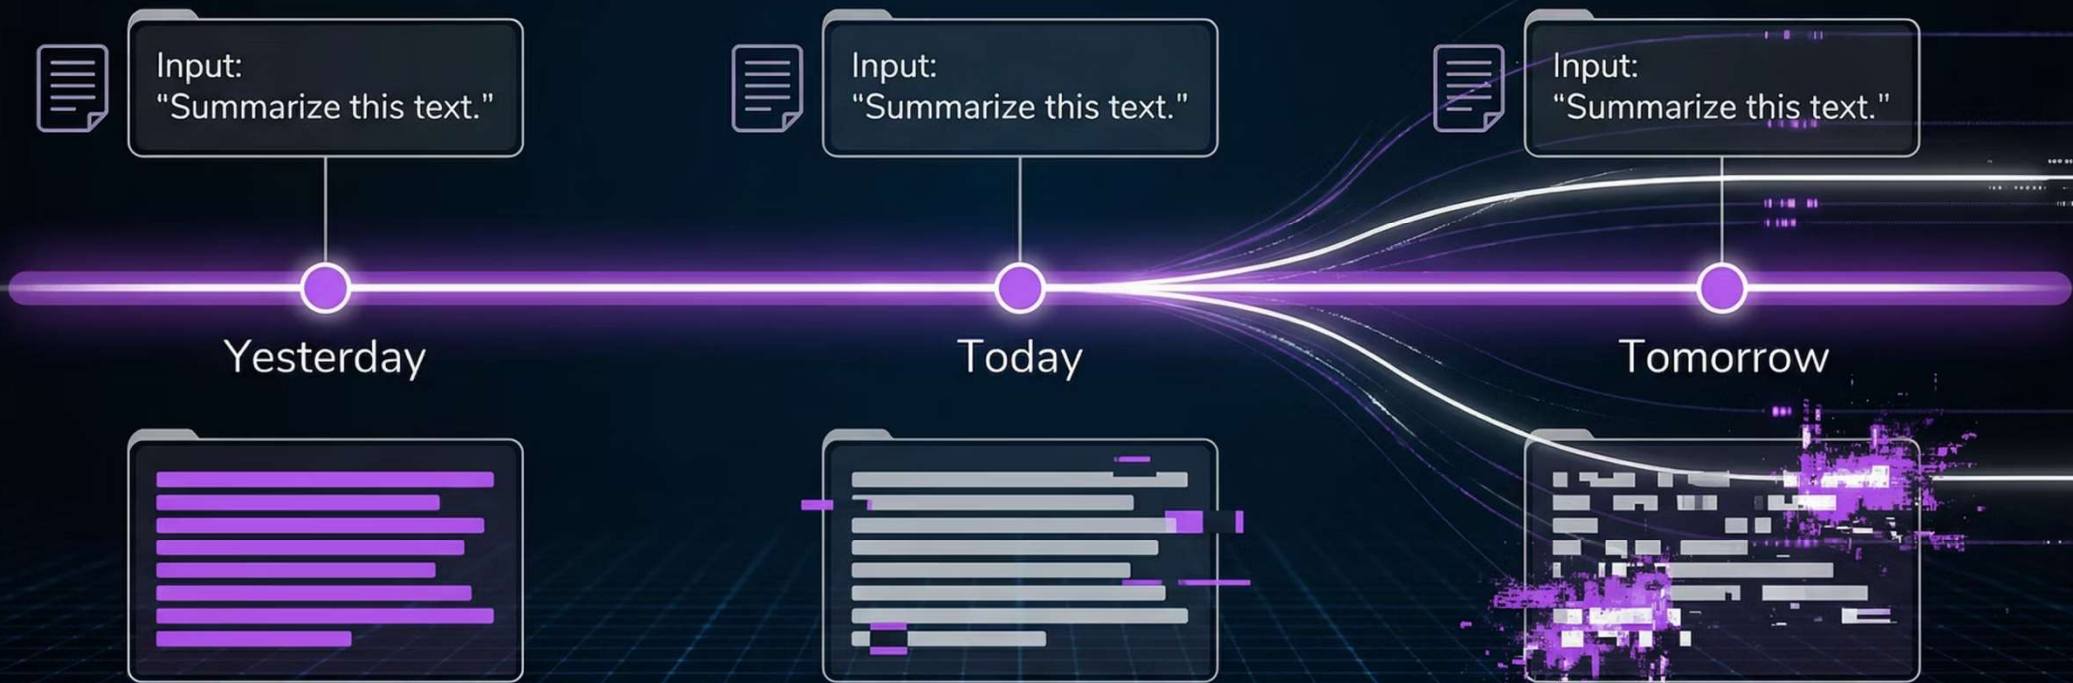 Input:
“Summarize this text.”
Input:
“Summarize this text.”
Input:
“Summarize this text.”
Yesterday
Today
Tomorrow